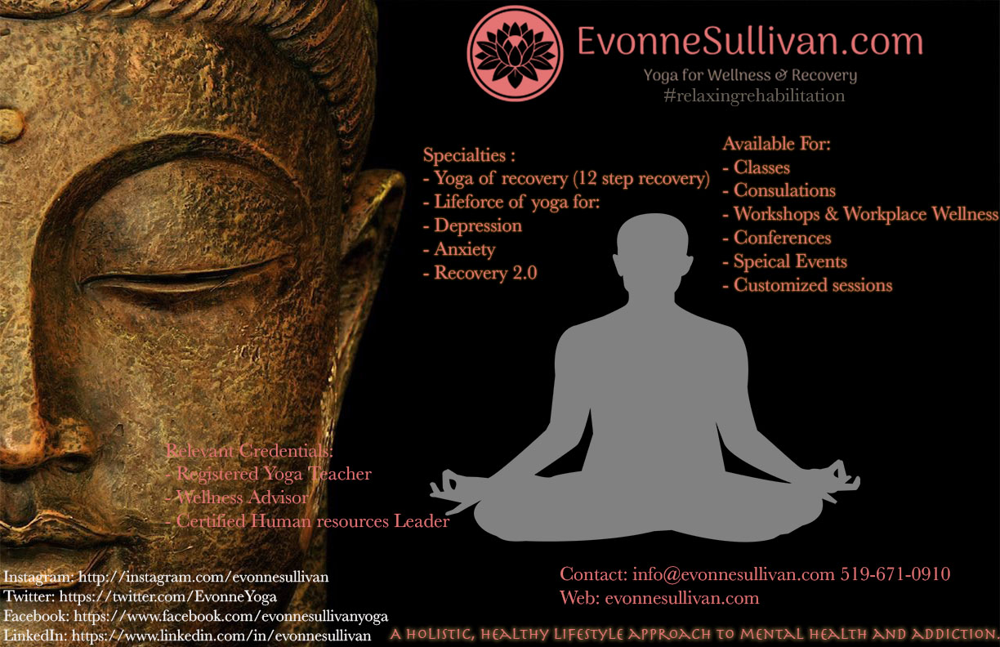 EvonneSullivan.com
Yoga for Wellness & Recovery
#relaxingrehabilitation
Specialties :
- Yoga of recovery (12 step recovery)
- Lifeforce of yoga for:
- Depression
- Anxiety
- Recovery 2.0
Available For:
- Classes
- Consulations
- Workshops & Workplace Wellness
- Conferences
- Speical Events
- Customized sessions
Relevant Credentials:
- Registered Yoga Teacher
- Wellness Advisor
- Certified Human resources Leader
Instagram: http://instagram.com/evonnesullivan
Twitter: https://twitter.com/EvonneYoga
Facebook: https://www.facebook.com/evonnesullivanyoga
LinkedIn: https://www.linkedin.com/in/evonnesullivan
Contact: info@evonnesullivan.com 519-671-0910
Web: evonnesullivan.com
A HOLISTIC, HEALTHY LIFESTYLE APPROACH TO MENTAL HEALTH AND ADDICTION.